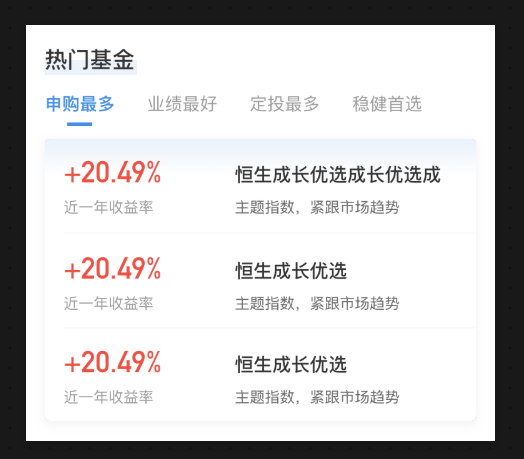 热门基金
申购最多 业绩最好 定投最多 稳健首选
+20.49% 恒生成长优选成长优选成
近一年收益率 主题指数，紧跟市场趋势
+20.49% 恒生成长优选
近一年收益率 主题指数，紧跟市场趋势
+20.49% 恒生成长优选
近一年收益率 主题指数，紧跟市场趋势